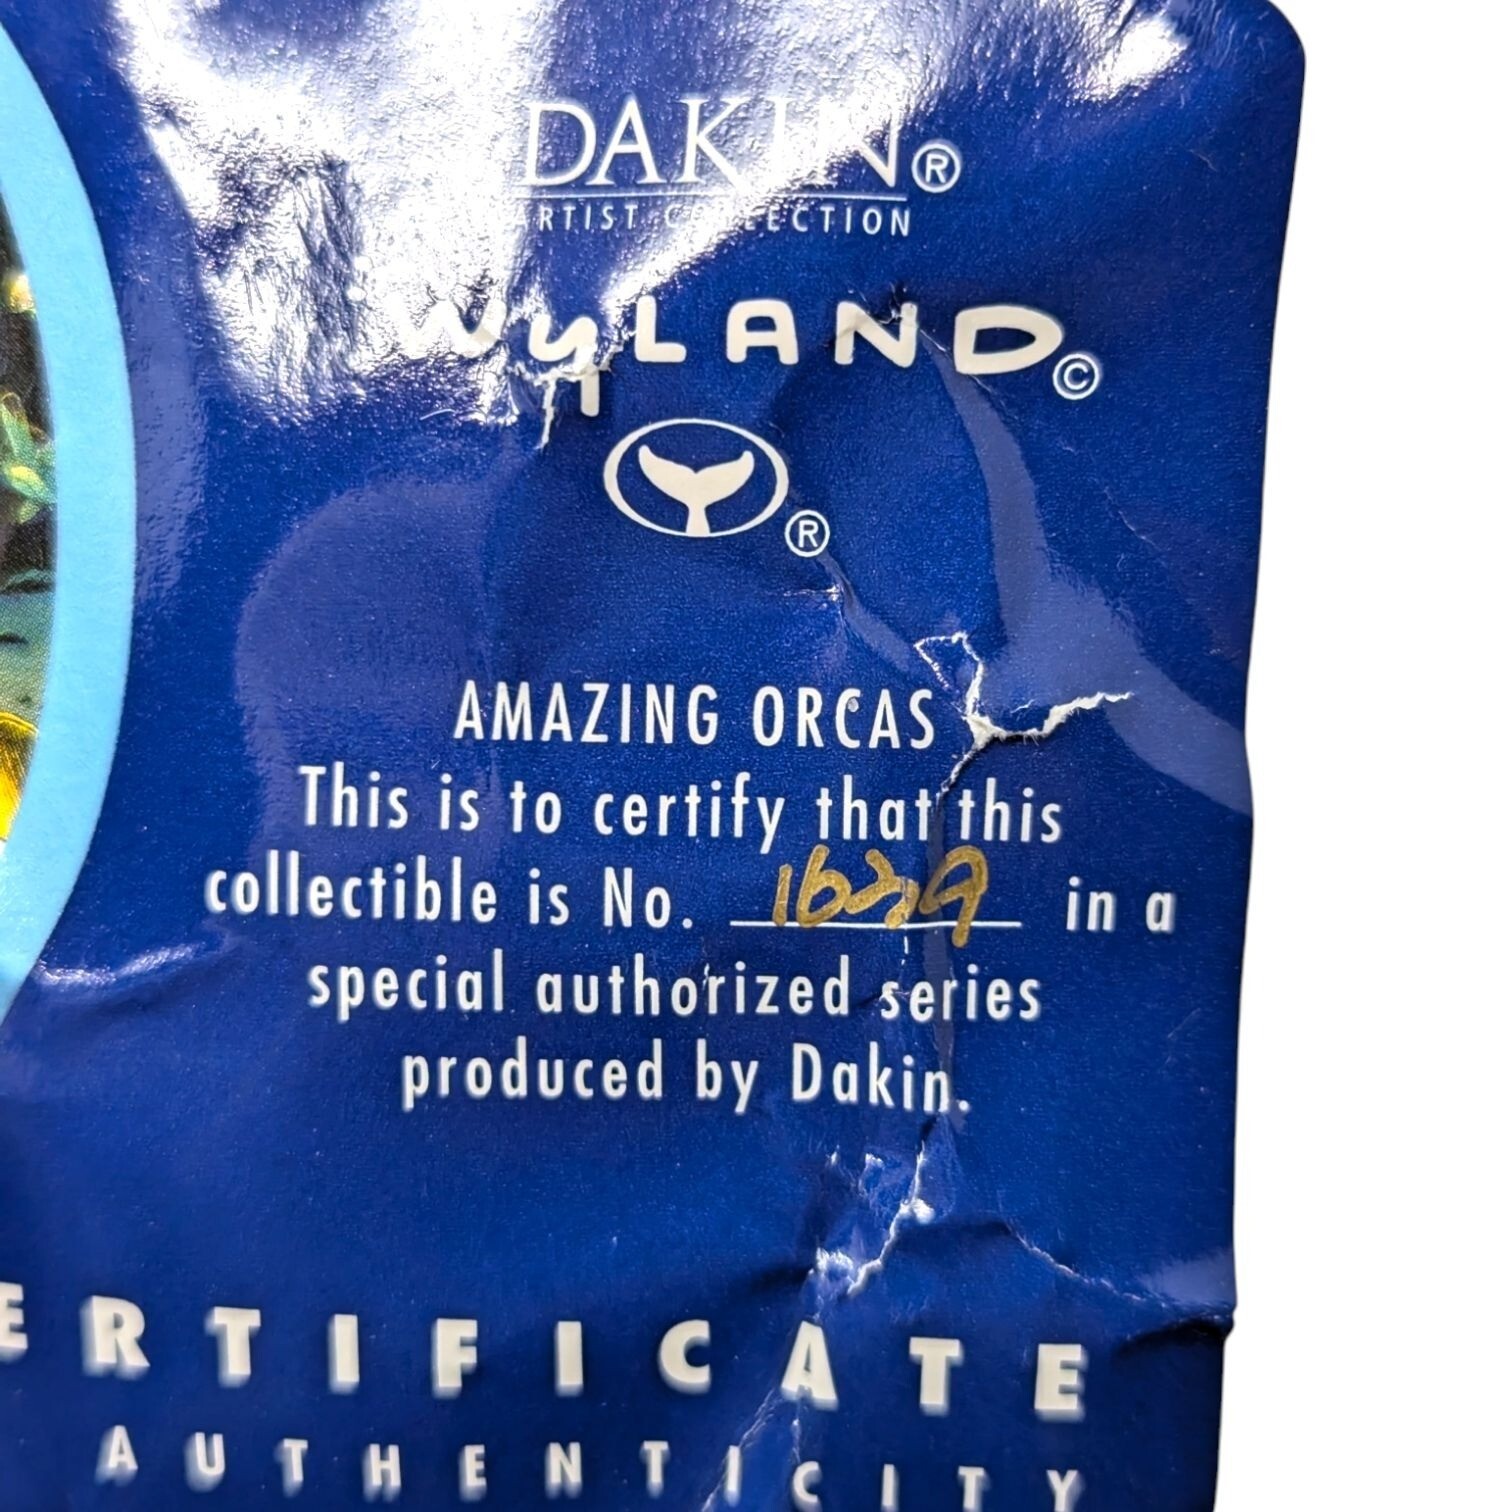 DAKIN®
ARTIST COLLECTION
WYLAND©
®
AMAZING ORCAS
This is to certify that this
collectible is No. in a
special authorized series
produced by Dakin.
ERTIFICATE
AUTHENTICITY